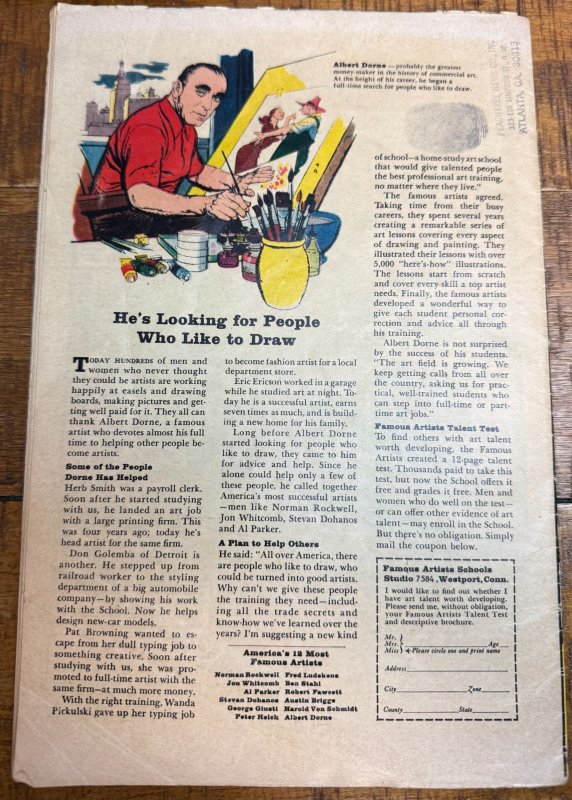 Albert Dorne — probably the greatest
money-maker in the history of commercial art.
At the height of his career, he began a
full-time search for people who like to draw.
ATLANTA, GA. 30313
He's Looking for People
Who Like to Draw
TODAY HUNDREDS of men and
women who never thought
they could be artists are working
happily at easels and drawing
boards, making pictures and get-
ting well paid for it. They all can
thank Albert Dorne, a famous
artist who devotes almost his full
time to helping other people be-
come artists.
Some of the People
Dorne Has Helped
Herb Smith was a payroll clerk.
Soon after he started studying
with us, he landed an art job
with a large printing firm. This
was four years ago; today he's
head artist for the same firm.
Don Golemba of Detroit is
another. He stepped up from
railroad worker to the styling
department of a big automobile
company—by showing his work
with the School. Now he helps
design new-car models.
Pat Browning wanted to es-
cape from her dull typing job to
something creative. Soon after
studying with us, she was pro-
moted to full-time artist with the
same firm—at much more money.
With the right training, Wanda
Pickulski gave up her typing job
to become fashion artist for a local
department store.
Eric Ericson worked in a garage
while he studied art at night. To-
day he is a successful artist, earns
seven times as much, and is build-
ing a new home for his family.
Long before Albert Dorne
started looking for people who
like to draw, they came to him
for advice and help. Since he
alone could help only a few of
these people, he called together
America's most successful artists
—men like Norman Rockwell,
Jon Whitcomb, Stevan Dohanos
and Al Parker.
A Plan to Help Others
He said: "All over America, there
are people who like to draw, who
could be turned into good artists.
Why can't we give these people
the training they need—includ-
ing all the trade secrets and
know-how we've learned over the
years? I'm suggesting a new kind
America's 12 Most
Famous Artists
Norman Rockwell Fred Ludekens
Jon Whitcomb Ben Stahl
Al Parker Robert Fawcett
Stevan Dohanos Austin Briggs
George Giusti Harold Von Schmidt
Peter Helck Albert Dorne
of school—a home-study art school
that would give talented people
the best professional art training,
no matter where they live."
The famous artists agreed.
Taking time from their busy
careers, they spent several years
creating a remarkable series of
art lessons covering every aspect
of drawing and painting. They
illustrated their lessons with over
5,000 "here's-how" illustrations.
The lessons start from scratch
and cover every skill a top artist
needs. Finally, the famous artists
developed a wonderful way to
give each student personal cor-
rection and advice all through
his training.
Albert Dorne is not surprised
by the success of his students.
"The art field is growing. We
keep getting calls from all over
the country, asking us for prac-
tical, well-trained students who
can step into full-time or part-
time art jobs."
Famous Artists Talent Test
To find others with art talent
worth developing, the Famous
Artists created a 12-page talent
test. Thousands paid to take this
test, but now the School offers it
free and grades it free. Men and
women who do well on the test—
or can offer other evidence of art
talent—may enroll in the School.
But there's no obligation. Simply
mail the coupon below.
Famous Artists Schools
Studio 7584, Westport, Conn.
I would like to find out whether I
have art talent worth developing.
Please send me, without obligation,
your Famous Artists Talent Test
and descriptive brochure.
Mr.
Mrs. Age
Miss Please circle one and print name
Address
City Zone
County State